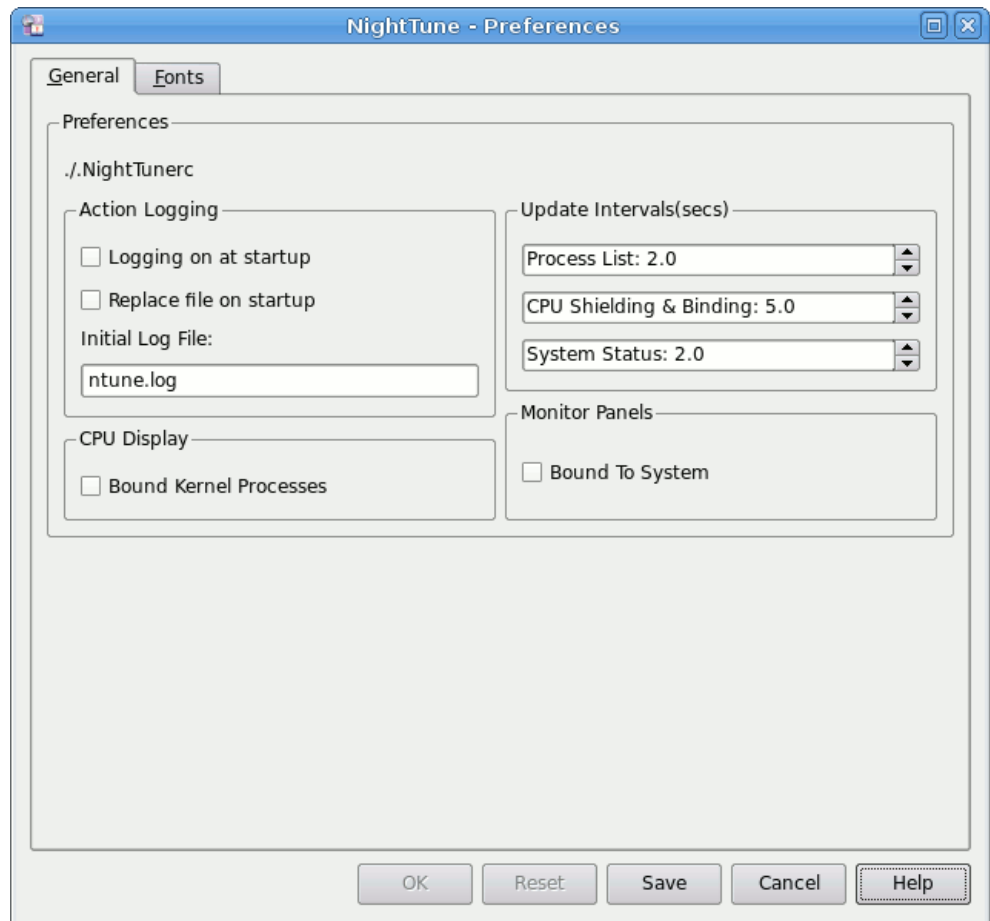 NightTune - Preferences
General
Fonts
Preferences
./.NightTunerc
Action Logging
Logging on at startup
Replace file on startup
Initial Log File:
ntune.log
Update Intervals(secs)
Process List: 2.0
CPU Shielding & Binding: 5.0
System Status: 2.0
CPU Display
Bound Kernel Processes
Monitor Panels
Bound To System
OK
Reset
Save
Cancel
Help